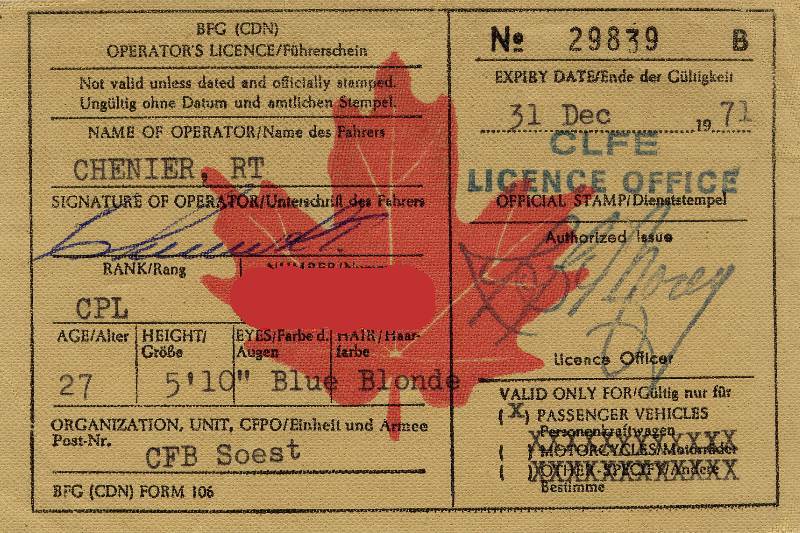 BFG (CDN)
OPERATOR'S LICENCE/Führerschein
Not valid unless dated and officially stamped.
Ungültig ohne Datum und amtlichen Stempel.
NAME OF OPERATOR/Name des Fahrers
CHENIER, RT
SIGNATURE OF OPERATOR/Unterschrift des Fahrers
RANK/Rang
CPL
AGE/Alter HEIGHT/Größe EYES/Farbe d. Augen HAIR/Haar-farbe
27 5'10" Blue Blonde
ORGANIZATION, UNIT, CFPO/Einheit und Armee
Post-Nr.
CFB Soest
BFG (CDN) FORM 106
No 29839 B
EXPIRY DATE/Ende der Gültigkeit
31 Dec 1971
CLFE
LICENCE OFFICE
OFFICIAL STAMP/Dienststempel
Authorized Issue
Licence Officer
VALID ONLY FOR/Gültig nur für
(X) PASSENGER VEHICLES
Personenkraftwagen
( ) MOTORCYCLES/Motorräder
XXXXXXXXXXXXXX
( ) OTHER-SPECIFY/Andere
XXXXXXXXXXXXXX
Bestimme